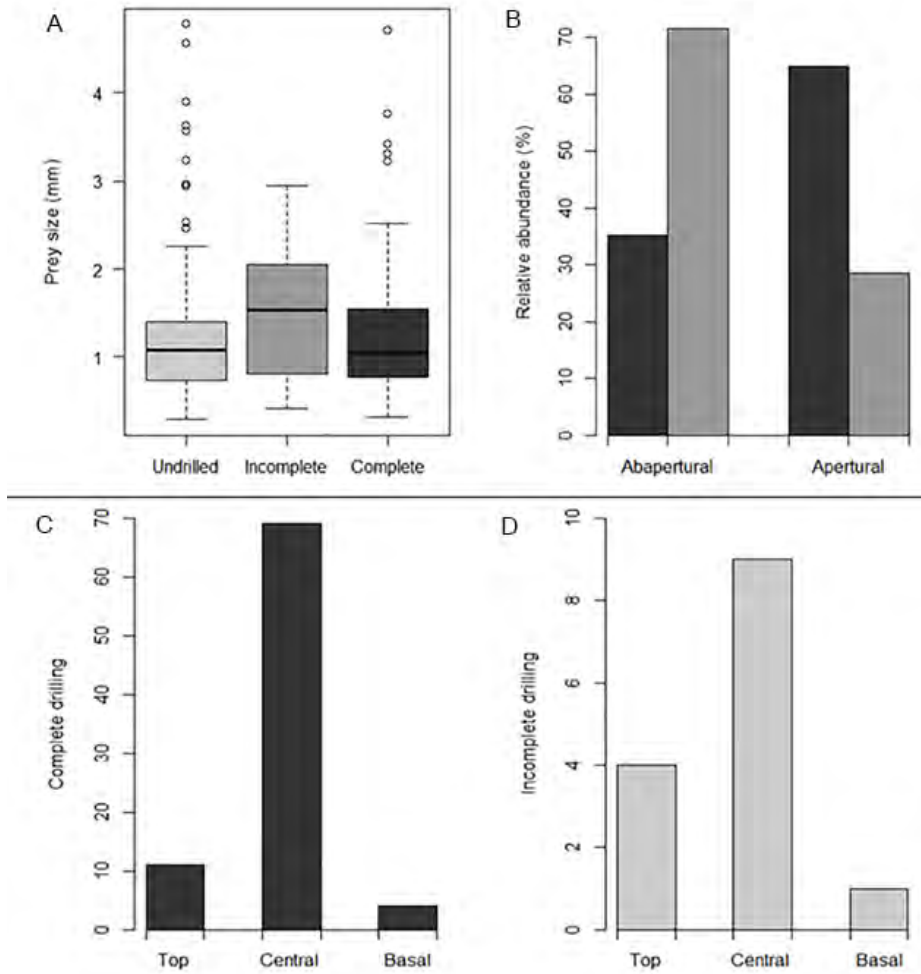 A
Prey size (mm)
4
3
2
1
Undrilled Incomplete Complete
B
Relative abundance (%)
70
60
50
40
30
20
10
0
Abapertural Apertural
C
Complete drilling
70
60
50
40
30
20
10
0
Top Central Basal
D
Incomplete drilling
10
8
6
4
2
0
Top Central Basal